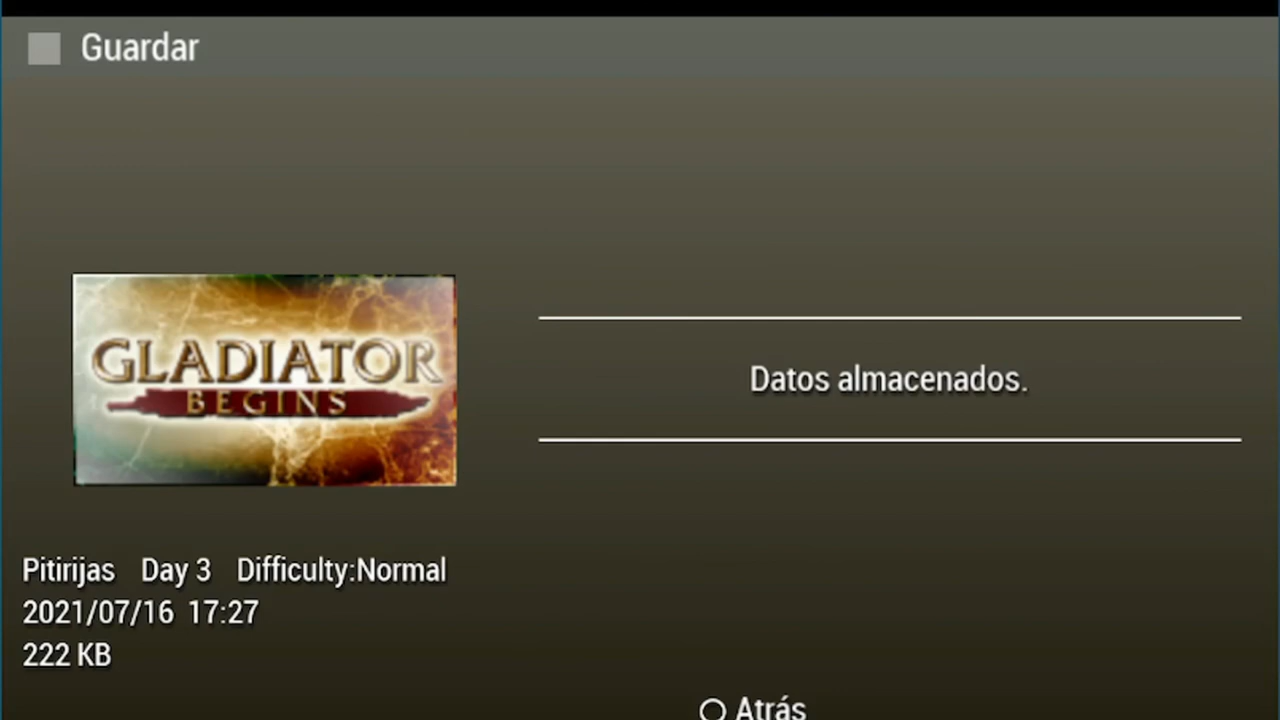 Guardar
GLADIATOR
BEGINS
Datos almacenados.
Pitirijas Day 3 Difficulty:Normal
2021/07/16 17:27
222 KB
Atrás